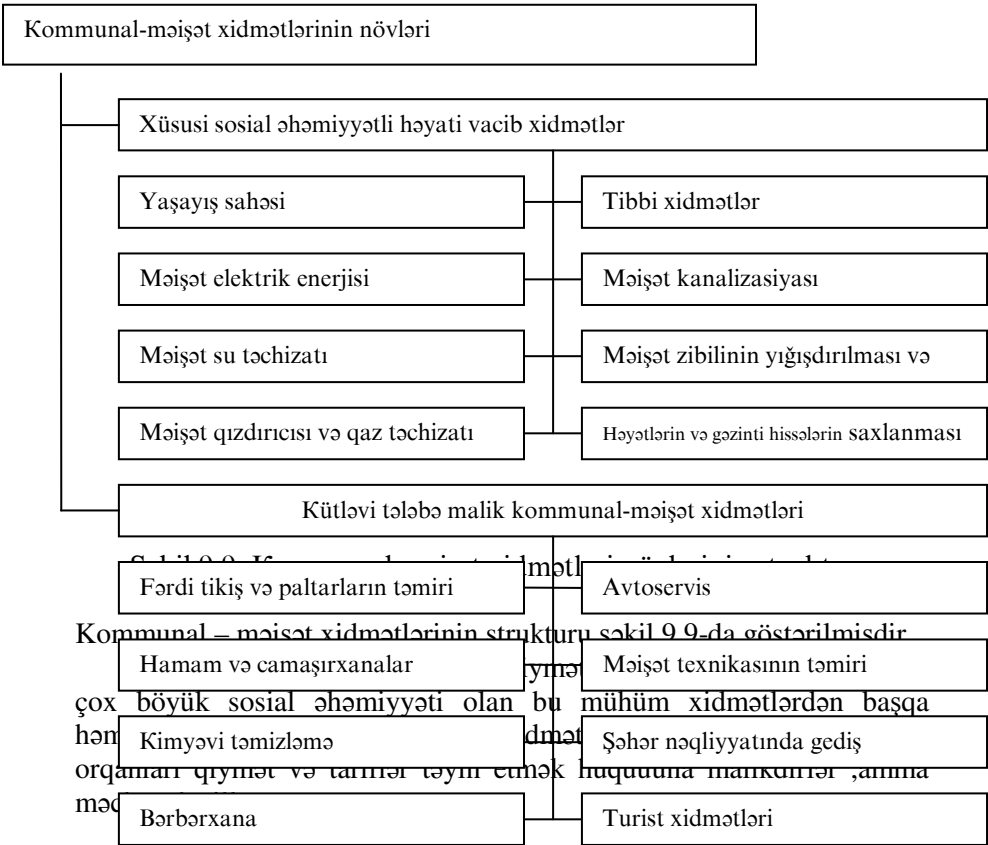 Kommunal-məişət xidmətlərinin növləri
Xüsusi sosial əhəmiyyətli həyati vacib xidmətlər
Yaşayış sahəsi
Tibbi xidmətlər
Məişət elektrik enerjisi
Məişət kanalizasiyası
Məişət su təchizatı
Məişət zibilinin yığışdırılması və
Məişət qızdırıcısı və qaz təchizatı
Həyətlərin və gəzinti hissələrin saxlanması
Kütləvi tələbə malik kommunal-məişət xidmətləri
Fərdi tikiş və paltarların təmiri
Avtoservis
Kommunal – məişət xidmətlərinin strukturu şəkil 9.9-da göstərilmişdir
Hamam və camaşırxanalar
Məişət texnikasının təmiri
çox böyük sosial əhəmiyyəti olan bu mühüm xidmətlərdən başqa
Kimyəvi təmizləmə
Şəhər nəqliyyatında gediş
orqanları qiymət və tariflər təyin etmək hüququna malikdirlər ,amma
Bərbərxana
Turist xidmətləri